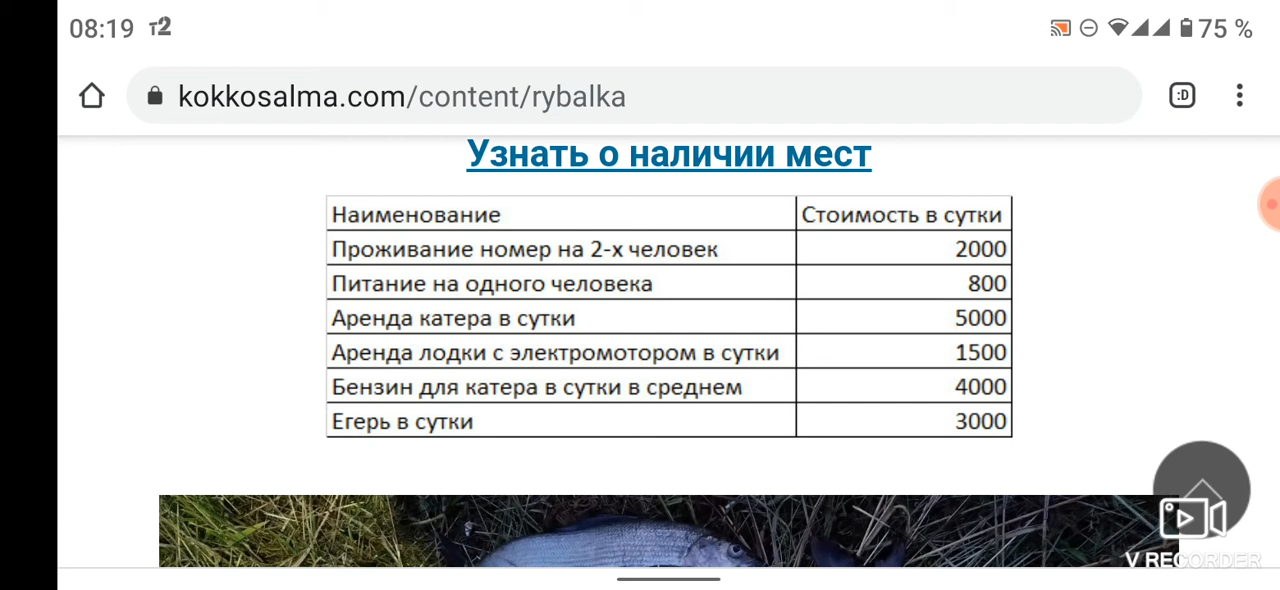 08:19 т2 75 %
kokkosalma.com/content/rybalka :D
Узнать о наличии мест
Наименование Стоимость в сутки
Проживание номер на 2-х человек 2000
Питание на одного человека 800
Аренда катера в сутки 5000
Аренда лодки с электромотором в сутки 1500
Бензин для катера в сутки в среднем 4000
Егерь в сутки 3000
V RECORDER